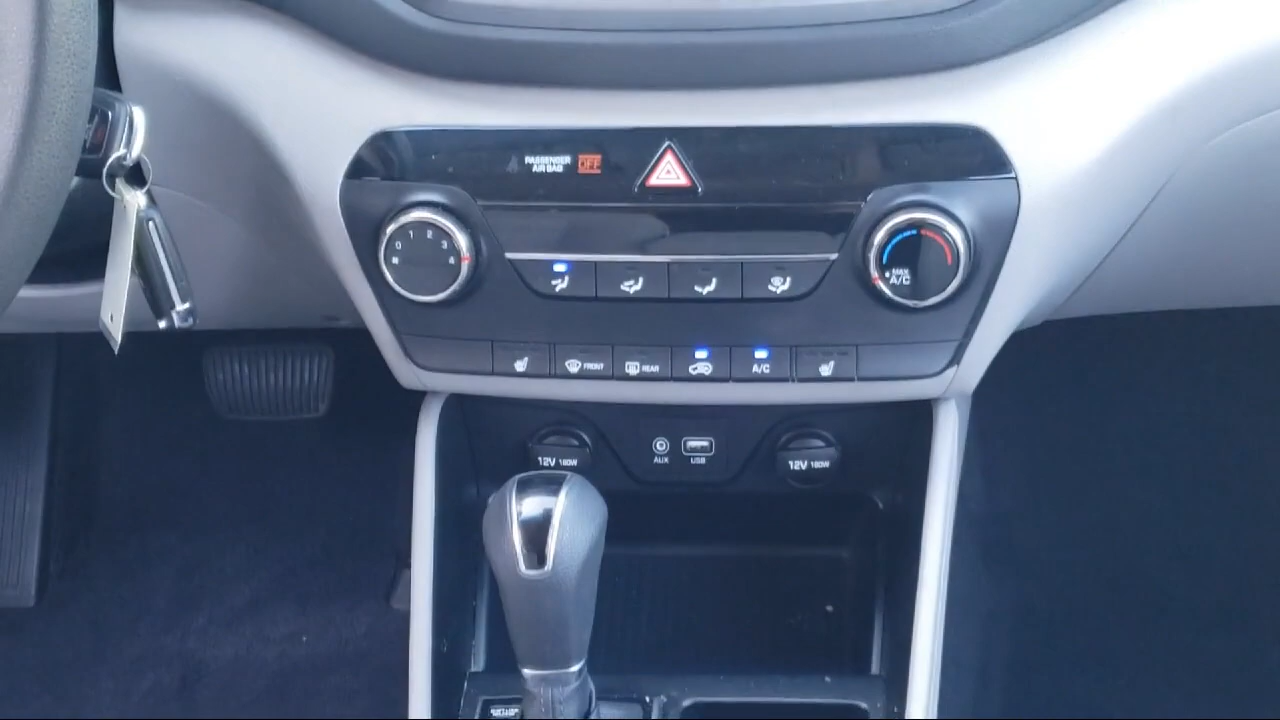 PASSENGER
AIR BAG
OFF
0 1 2 3 4
MAX
A/C
FRONT
REAR
A/C
12V 180W
AUX
USB
12V 180W